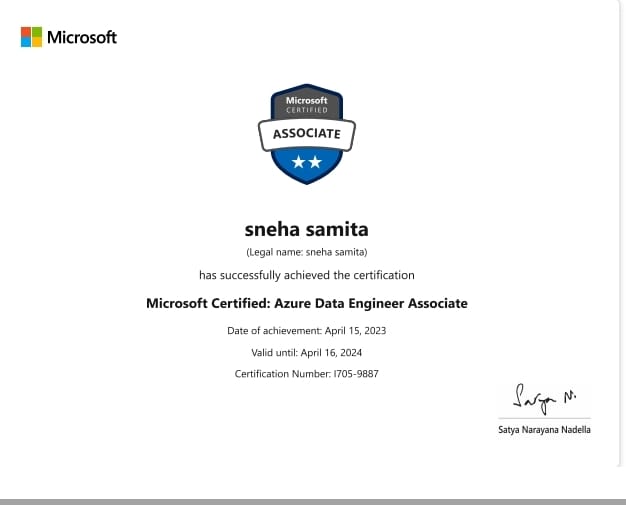 Microsoft
Microsoft
CERTIFIED
ASSOCIATE
sneha samita
(Legal name: sneha samita)
has successfully achieved the certification
Microsoft Certified: Azure Data Engineer Associate
Date of achievement: April 15, 2023
Valid until: April 16, 2024
Certification Number: I705-9887
Satya N.
Satya Narayana Nadella